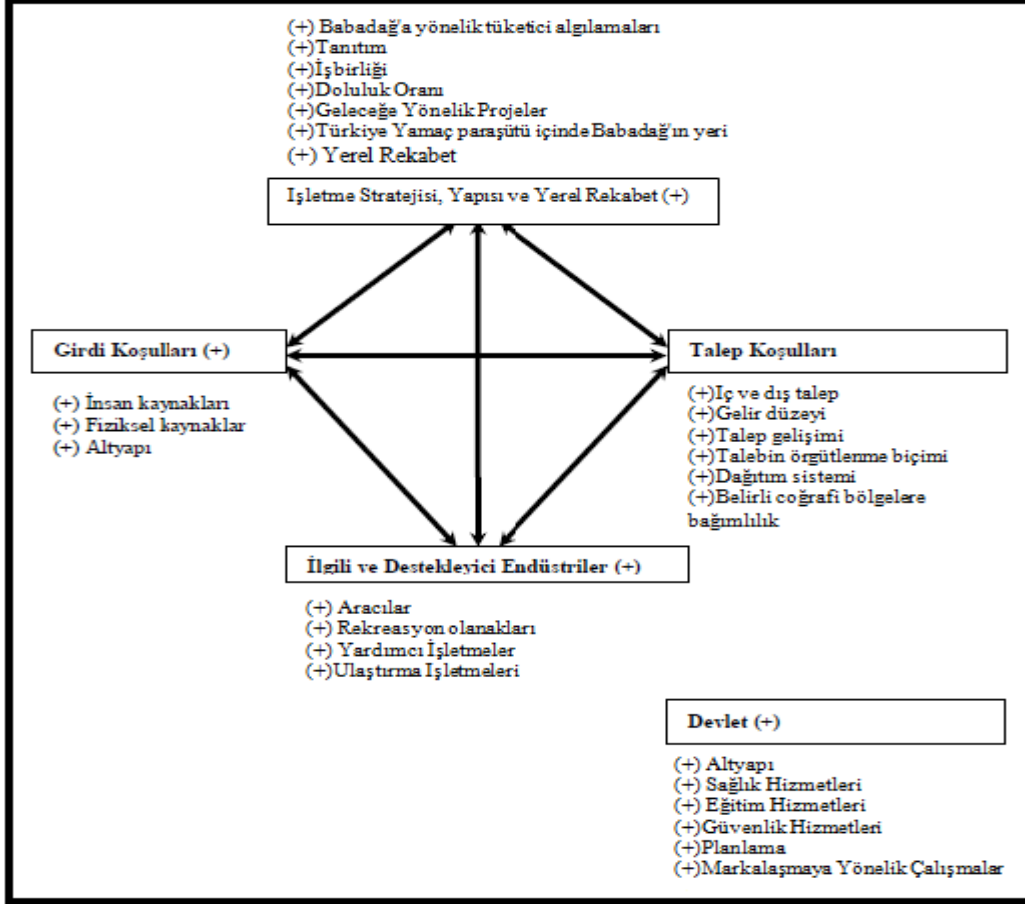 (+) Babadağ'a yönelik tüketici algılamaları
(+)Tanıtım
(+)İşbirliği
(+)Doluluk Oranı
(+)Geleceğe Yönelik Projeler
(+)Türkiye Yamaç paraşütü içinde Babadağ'ın yeri
(+) Yerel Rekabet
Işletme Stratejisi, Yapısı ve Yerel Rekabet (+)
Girdi Koşulları (+)
(+) İnsan kaynakları
(+) Fiziksel kaynaklar
(+) Altyapı
Talep Koşulları
(+)Iç ve dış talep
(+)Gelir düzeyi
(+)Talep gelişimi
(+)Talebin örgütlenme biçimi
(+)Dağıtım sistemi
(+)Belirli coğrafi bölgelere
bağımlılık
İlgili ve Destekleyici Endüstriler (+)
(+) Aracılar
(+) Rekreasyon olanakları
(+) Yardımcı İşletmeler
(+)Ulaştırma Işletmeleri
Devlet (+)
(+) Altyapı
(+) Sağlık Hizmetleri
(+) Eğitim Hizmetleri
(+)Güvenlik Hizmetleri
(+)Planlama
(+)Markalaşmaya Yönelik Çalışmalar